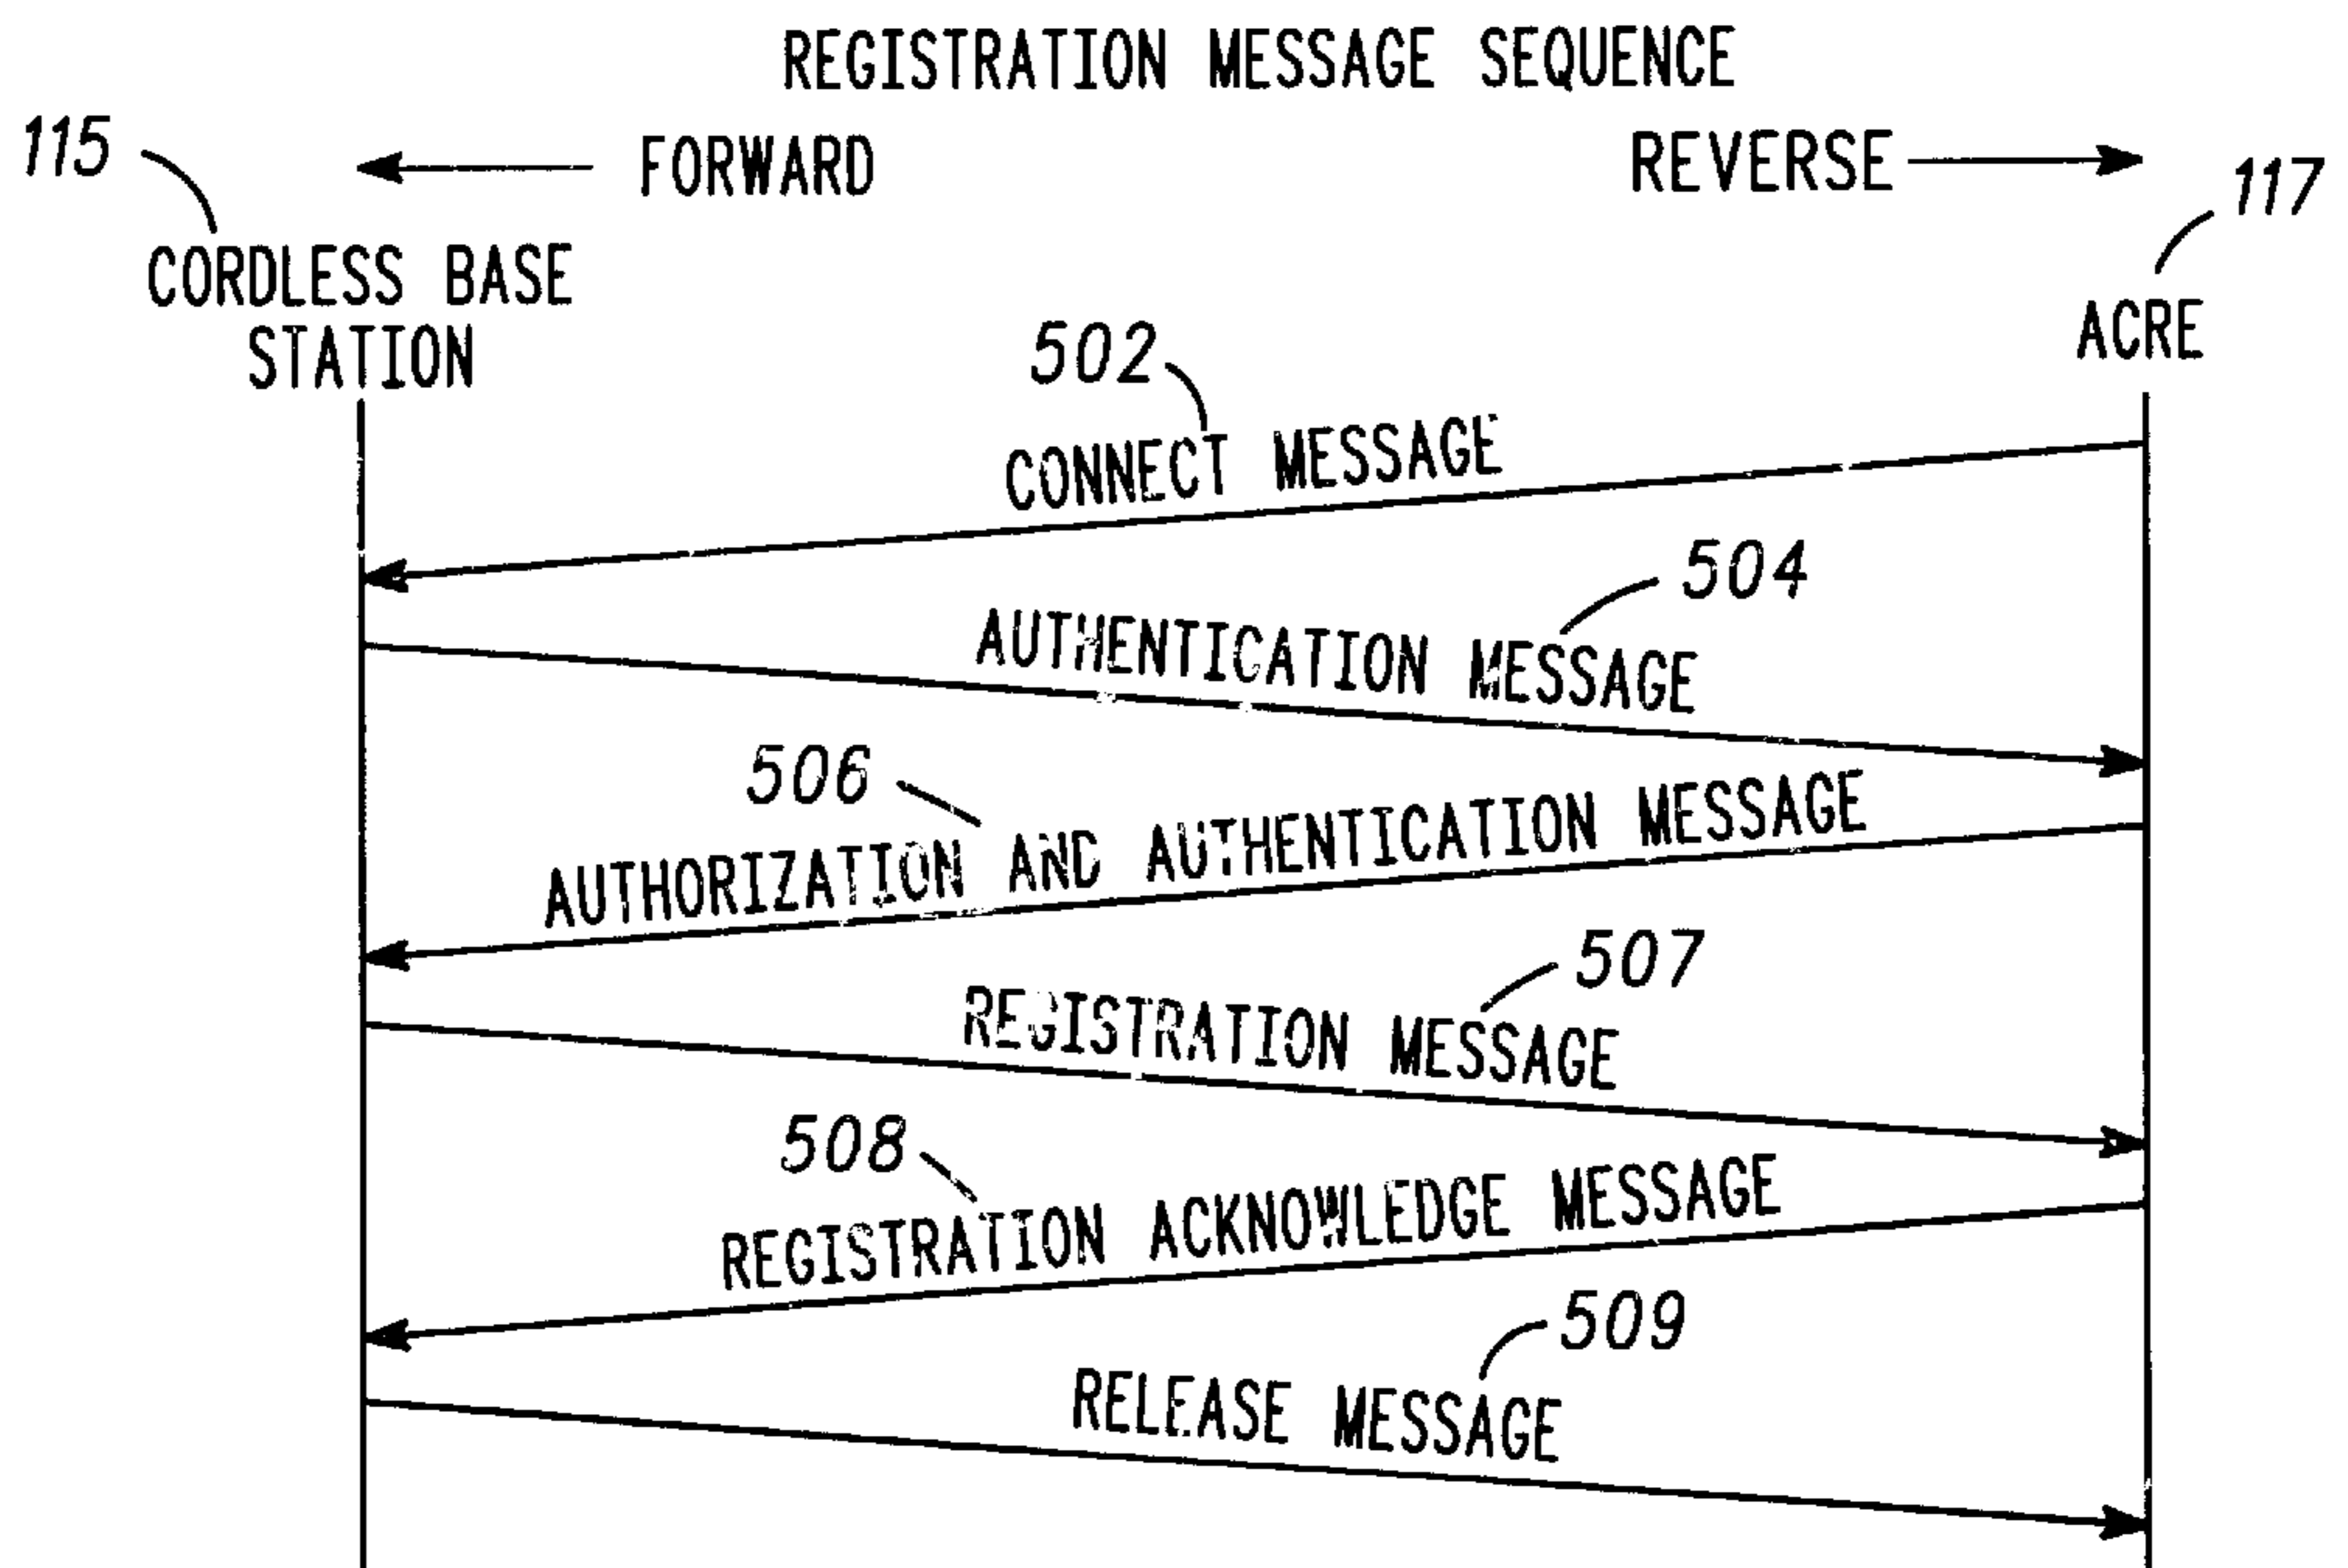 REGISTRATION MESSAGE SEQUENCE
115
FORWARD
REVERSE
117
CORDLESS BASE
STATION
ACRE
502
CONNECT MESSAGE
504
AUTHENTICATION MESSAGE
506
AUTHORIZATION AND AUTHENTICATION MESSAGE
507
REGISTRATION MESSAGE
508
REGISTRATION ACKNOWLEDGE MESSAGE
509
RELEASE MESSAGE